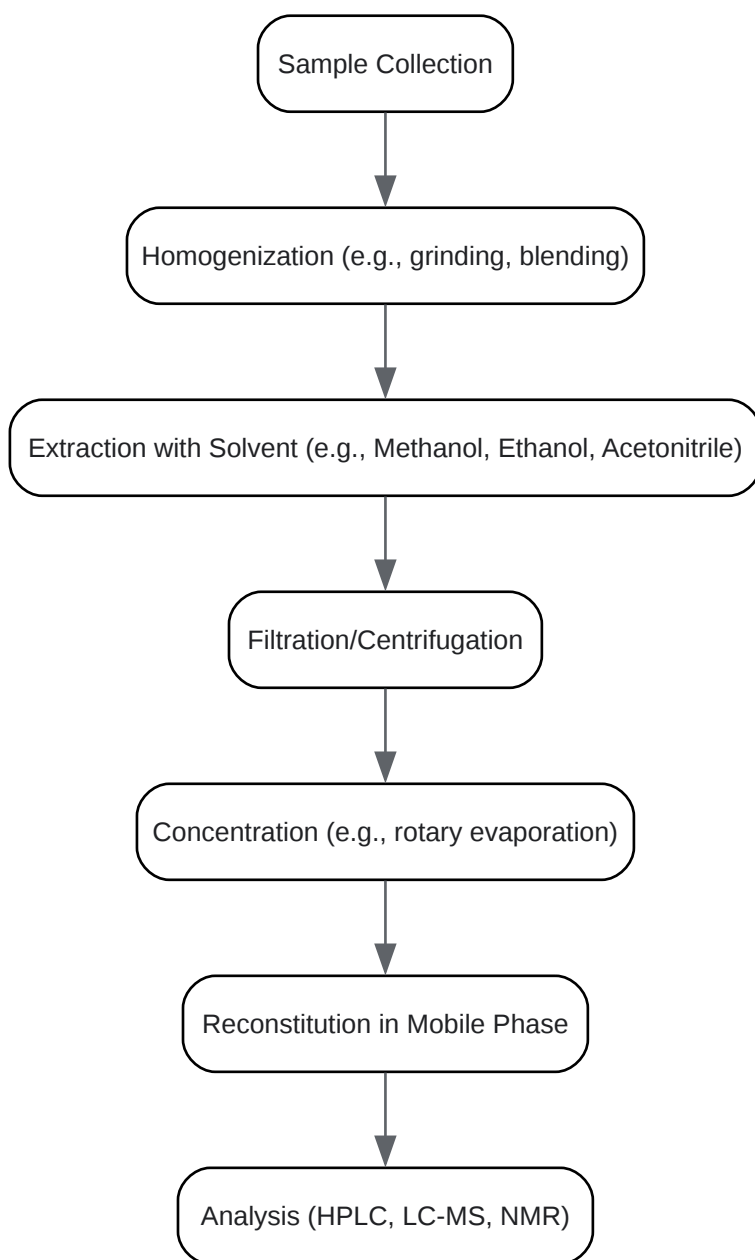 Sample Collection
Homogenization (e.g., grinding, blending)
Extraction with Solvent (e.g., Methanol, Ethanol, Acetonitrile)
Filtration/Centrifugation
Concentration (e.g., rotary evaporation)
Reconstitution in Mobile Phase
Analysis (HPLC, LC-MS, NMR)